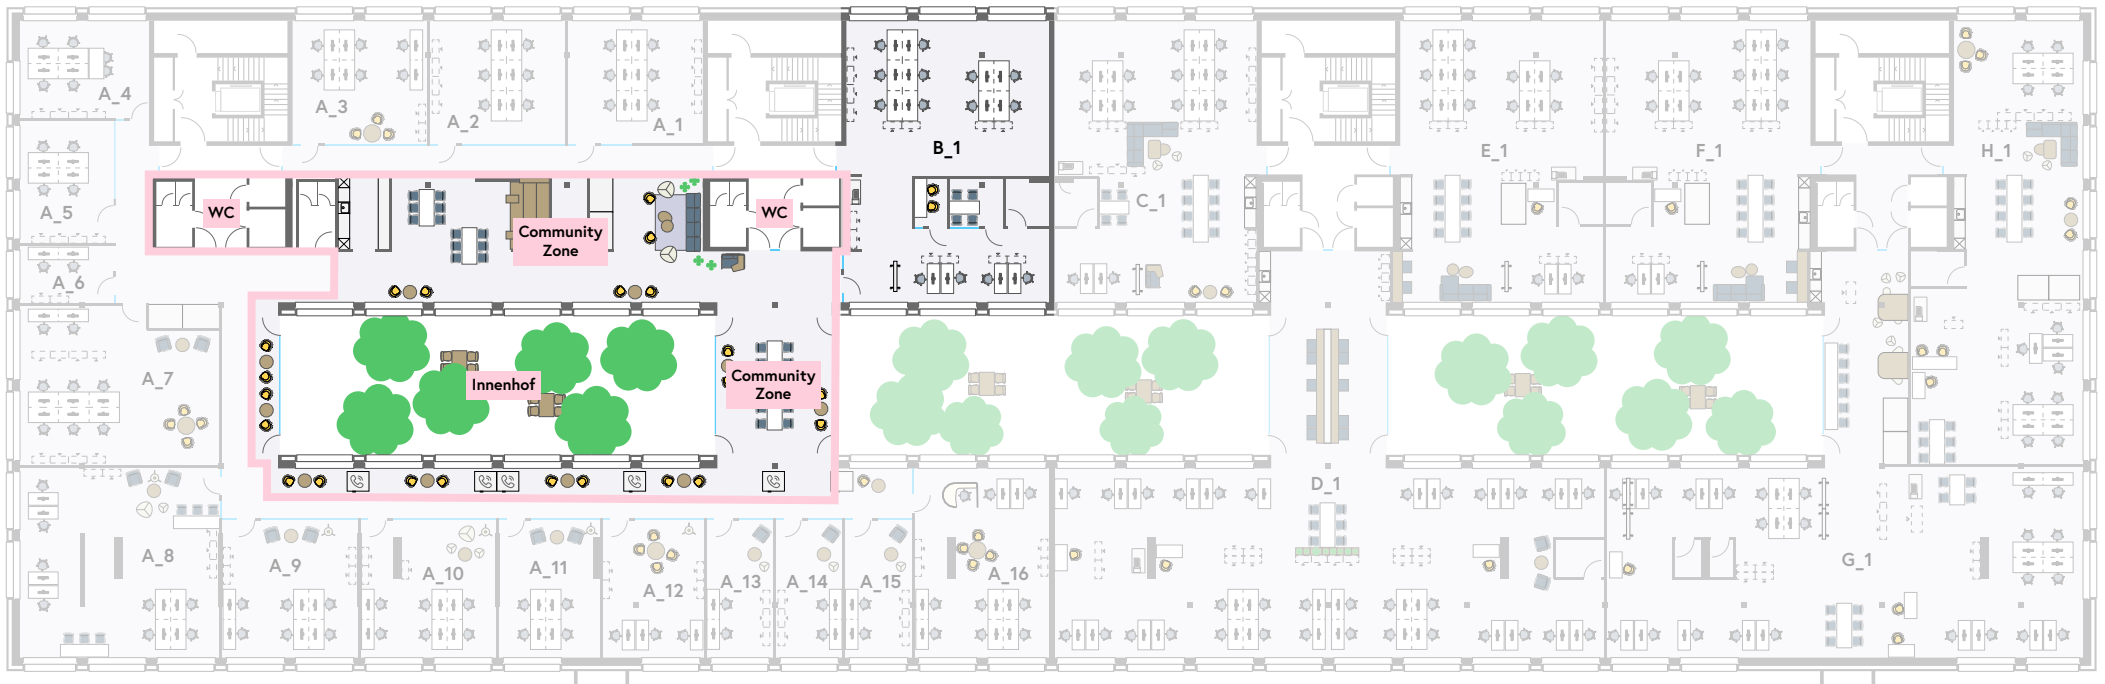 A_4
A_3
A_2
A_1
B_1
E_1
F_1
H_1
A_5
WC
WC
C_1
Community
Zone
A_6
A_7
Innenhof
Community
Zone
D_1
A_8
A_9
A_10
A_11
A_12
A_13
A_14
A_15
A_16
G_1